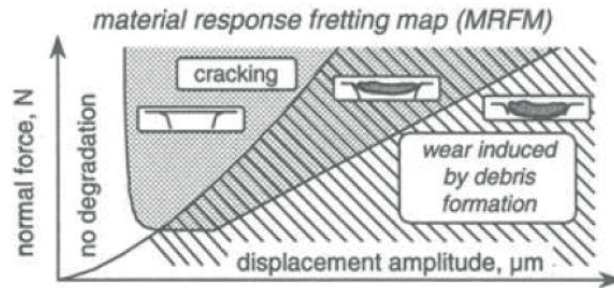 material response fretting map (MRFM)
normal force, N
no degradation
cracking
wear induced
by debris
formation
displacement amplitude, µm